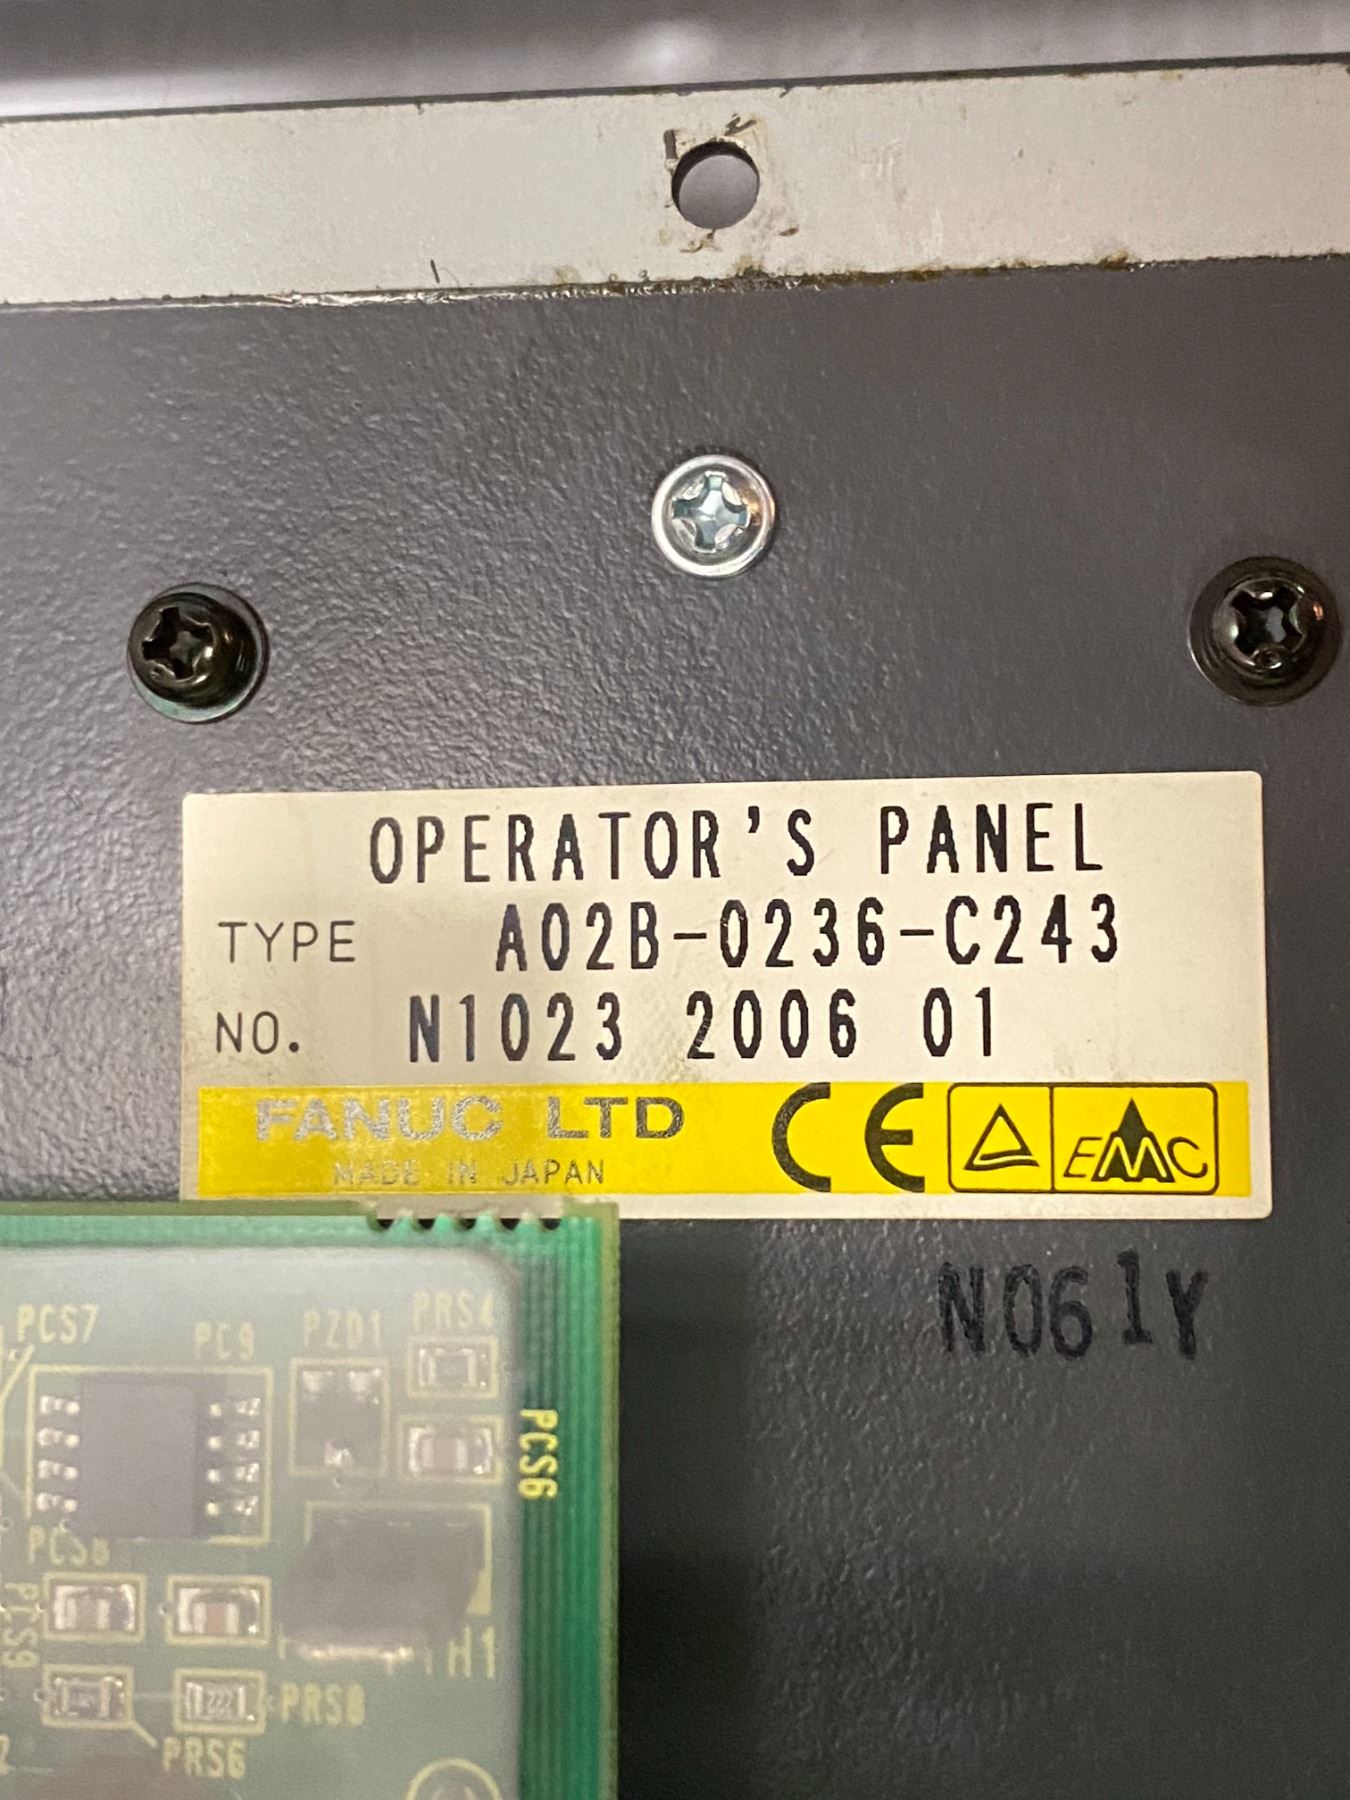 OPERATOR'S PANEL
TYPE A02B-0236-C243
NO. N1023 2006 01
FANUC LTD CE EMC
MADE IN JAPAN
N061Y
PCS7 PC9 PZD1 PRS4
PCS6
PCS8
PCS9
PRS8
PRS6